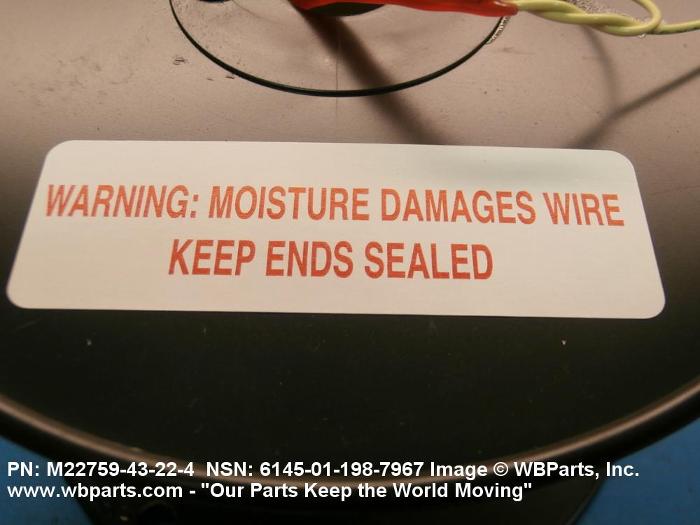 WARNING: MOISTURE DAMAGES WIRE
KEEP ENDS SEALED
PN: M22759-43-22-4 NSN: 6145-01-198-7967 Image © WBParts, Inc.
www.wbparts.com - "Our Parts Keep the World Moving"